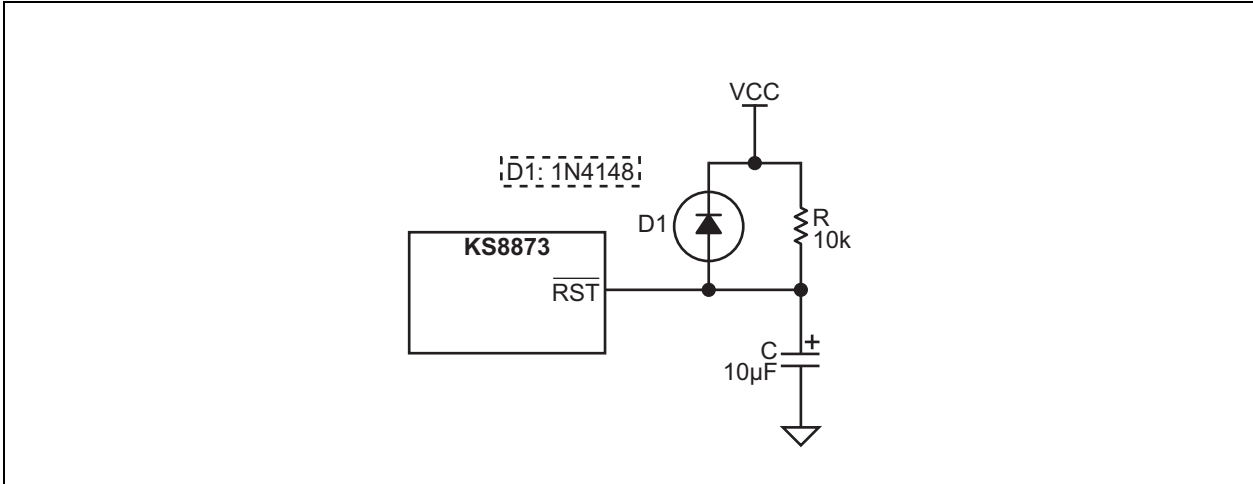 VCC
D1: 1N4148
D1
R
10k
KS8873
RST
C
+
10µF